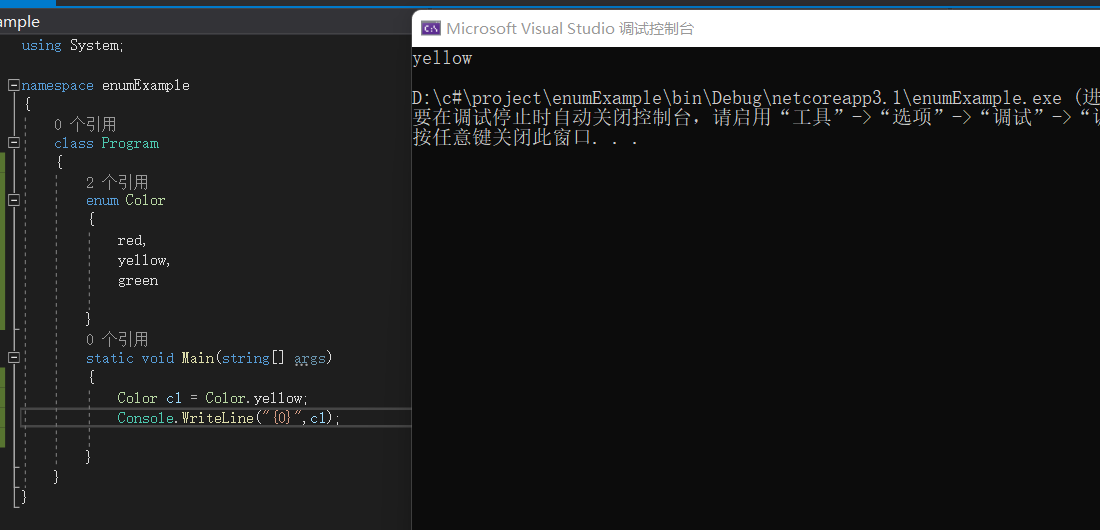 ample
using System;
namespace enumExample
{
0 个引用
class Program
{
2 个引用
enum Color
{
red,
yellow,
green
}
0 个引用
static void Main(string[] args)
{
Color c1 = Color.yellow;
Console.WriteLine("{0}",c1);
}
}
}
C:\
Microsoft Visual Studio 调试控制台
yellow
D:\c#\project\enumExample\bin\Debug\netcoreapp3.1\enumExample.exe (进
要在调试停止时自动关闭控制台，请启用“工具”->“选项”->“调试”->“
按任意键关闭此窗口. . .